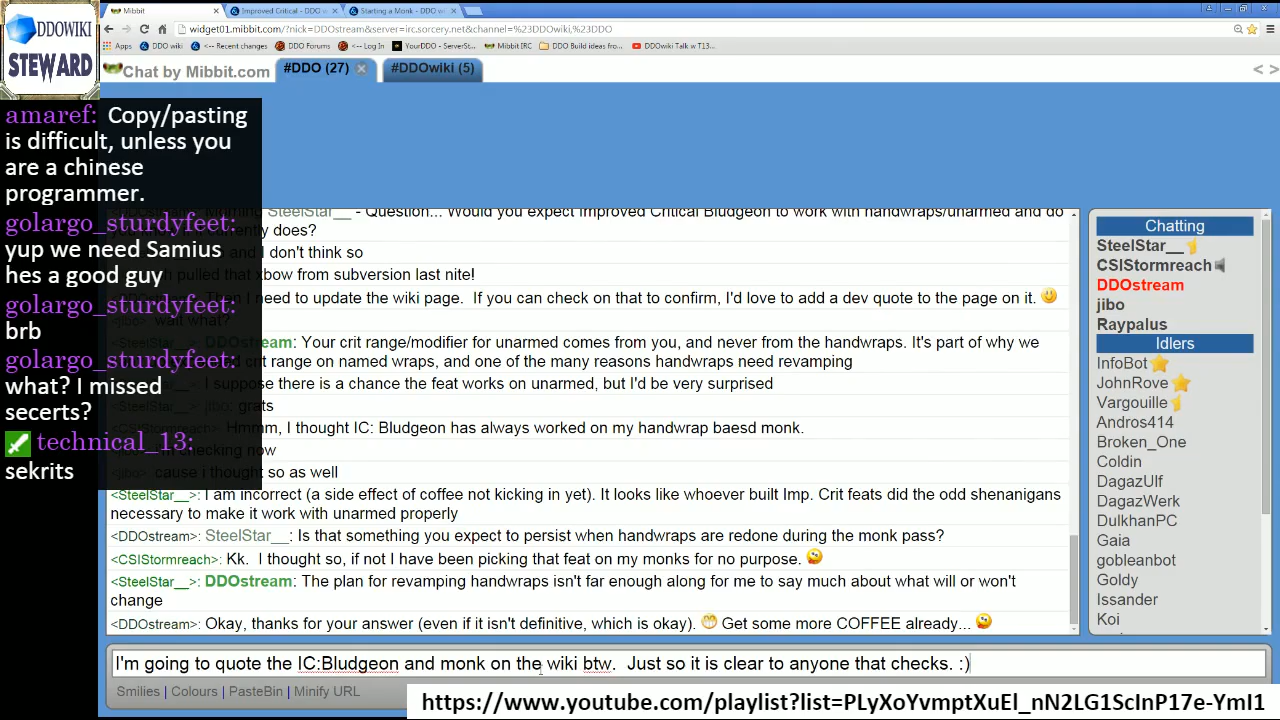 Mibbit
Improved Critical - DDO w
Starting a Monk - DDO w
widget01.mibbit.com/?nick=DDOstream&server=irc.sorcery.net&channel=%23DDOwiki,%23DDO
Apps
DDO wiki
<- Recent changes
DDO Forums
<- Log In
YourDDO - ServerSt...
Mibbit IRC
DDO Build ideas fro...
DDOwiki Talk w T13...
DDOWIKI
STEWARD
Chat by Mibbit.com
#DDO (27)
#DDOwiki (5)
< >
amaref: Copy/pasting
is difficult, unless you
are a chinese
programmer.
golargo_sturdyfeet:
yup we need Samius
hes a good guy
golargo_sturdyfeet:
brb
golargo_sturdyfeet:
what? I missed
secerts?
technical_13:
sekrits
<DDOstream>: Morning SteelStar__ - Question... Would you expect Improved Critical Bludgeon to work with handwraps/unarmed and do
currently does?
and I don't think so
pulled that xbow from subversion last nite!
Then I need to update the wiki page.  If you can check on that to confirm, I'd love to add a dev quote to the page on it.
<jibo> wait what?
DDOstream: Your crit range/modifier for unarmed comes from you, and never from the handwraps. It's part of why we
crit range on named wraps, and one of the many reasons handwraps need revamping
I suppose there is a chance the feat works on unarmed, but I'd be very surprised
<SteelStar__> jibo: grats
<CSIStormreach> Hmmm, I thought IC: Bludgeon has always worked on my handwrap baesd monk.
checking now
<jibo> cause i thought so as well
<SteelStar__>: I am incorrect (a side effect of coffee not kicking in yet). It looks like whoever built Imp. Crit feats did the odd shenanigans
necessary to make it work with unarmed properly
<DDOstream>: SteelStar__: Is that something you expect to persist when handwraps are redone during the monk pass?
<CSIStormreach>: Kk.  I thought so, if not I have been picking that feat on my monks for no purpose.
<SteelStar__>: DDOstream: The plan for revamping handwraps isn't far enough along for me to say much about what will or won't
change
<DDOstream>: Okay, thanks for your answer (even if it isn't definitive, which is okay). Get some more COFFEE already...
Chatting
SteelStar__
CSIStormreach
DDOstream
jibo
Raypalus
Idlers
InfoBot
JohnRove
Vargouille
Andros414
Broken_One
Coldin
DagazUlf
DagazWerk
DulkhanPC
Gaia
gobleanbot
Goldy
Issander
Koi
I'm going to quote the IC:Bludgeon and monk on the wiki btw.  Just so it is clear to anyone that checks. :)
Smilies | Colours | PasteBin | Minify URL
https://www.youtube.com/playlist?list=PLyXoYvmptXuEl_nN2LG1ScInP17e-YmI1